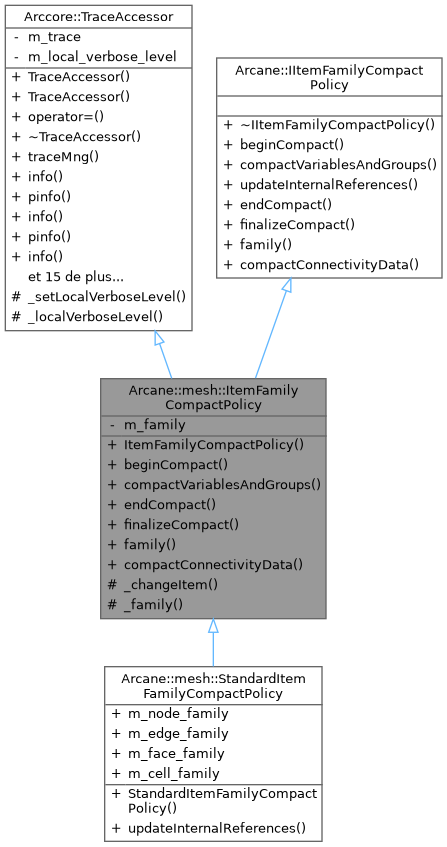 Arccore::TraceAccessor
- m_trace
- m_local_verbose_level
+ TraceAccessor()
+ TraceAccessor()
+ operator=()
+ ~TraceAccessor()
+ traceMng()
+ info()
+ pinfo()
+ info()
+ pinfo()
+ info()
et 15 de plus...
# _setLocalVerboseLevel()
# _localVerboseLevel()
Arcane::IItemFamilyCompact
Policy
+ ~IItemFamilyCompactPolicy()
+ beginCompact()
+ compactVariablesAndGroups()
+ updateInternalReferences()
+ endCompact()
+ finalizeCompact()
+ family()
+ compactConnectivityData()
Arcane::mesh::ItemFamily
CompactPolicy
- m_family
+ ItemFamilyCompactPolicy()
+ beginCompact()
+ compactVariablesAndGroups()
+ endCompact()
+ finalizeCompact()
+ family()
+ compactConnectivityData()
# _changeItem()
# _family()
Arcane::mesh::StandardItem
FamilyCompactPolicy
+ m_node_family
+ m_edge_family
+ m_face_family
+ m_cell_family
+ StandardItemFamilyCompact
Policy()
+ updateInternalReferences()